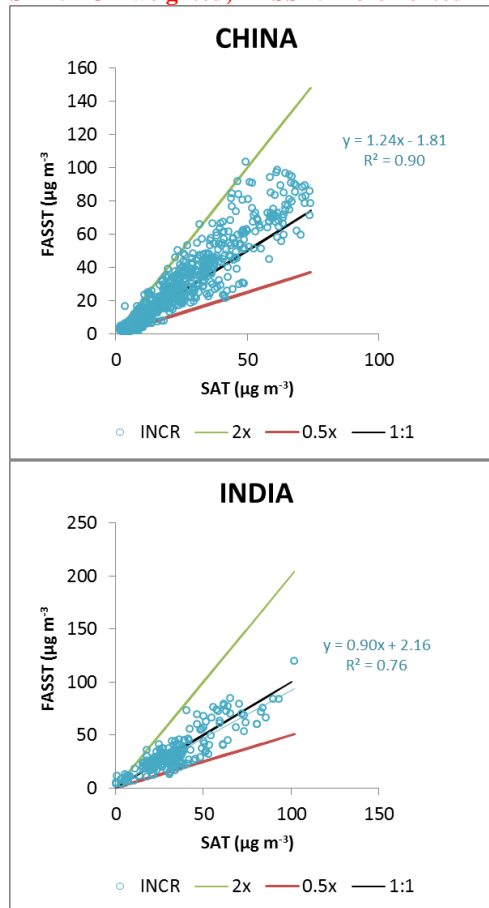 CHINA
160
140
120
100
80
60
40
20
0
FASST (µg m⁻³)
y = 1.24x - 1.81
R² = 0.90
0 50 100
SAT (µg m⁻³)
INCR 2x 0.5x 1:1
INDIA
250
200
150
100
50
0
FASST (µg m⁻³)
y = 0.90x + 2.16
R² = 0.76
0 50 100 150
SAT (µg m⁻³)
INCR 2x 0.5x 1:1